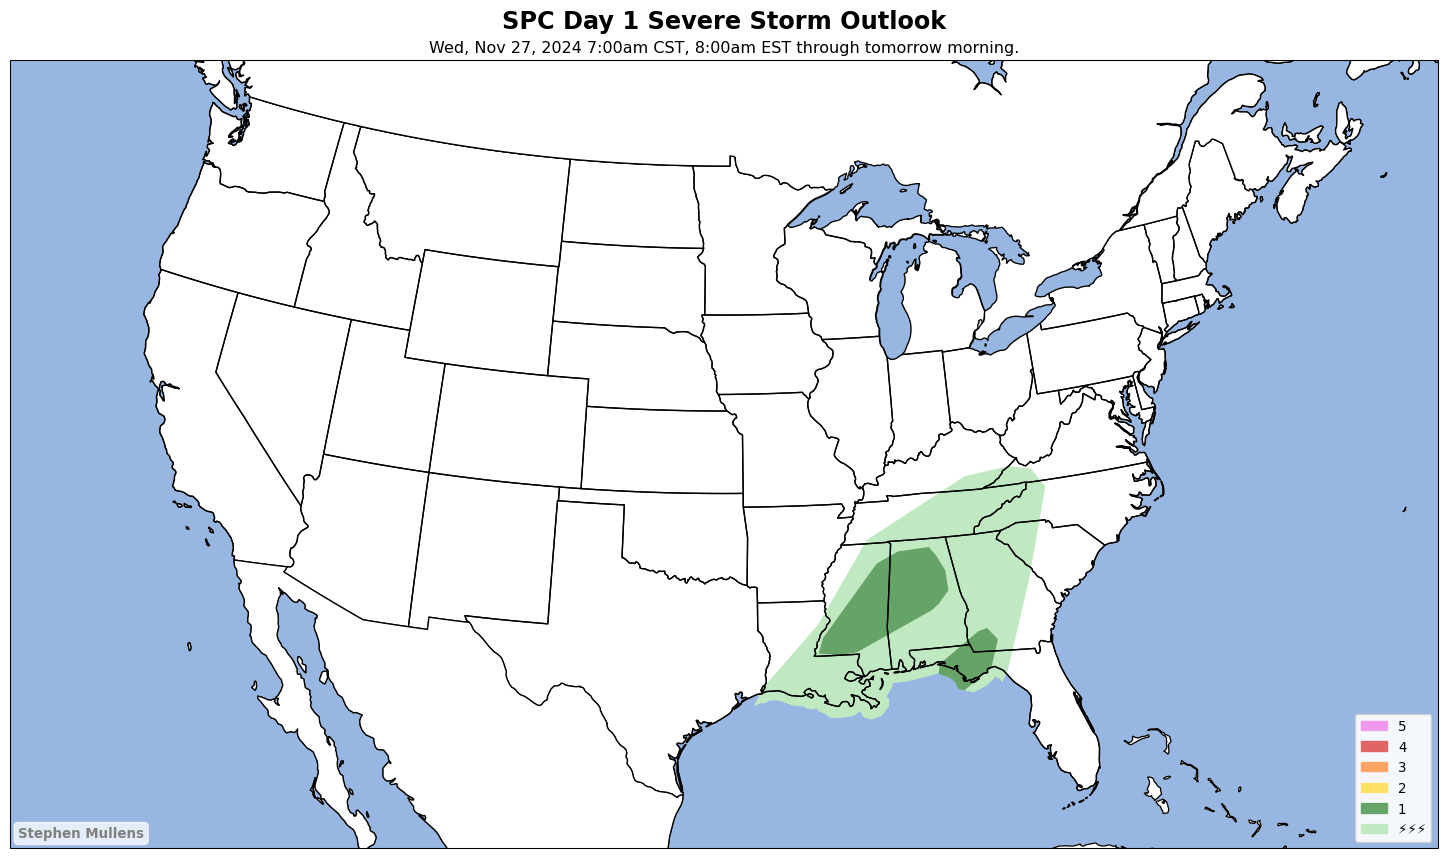 SPC Day 1 Severe Storm Outlook
Wed, Nov 27, 2024 7:00am CST, 8:00am EST through tomorrow morning.
5
4
3
2
1
⚡⚡⚡
Stephen Mullens